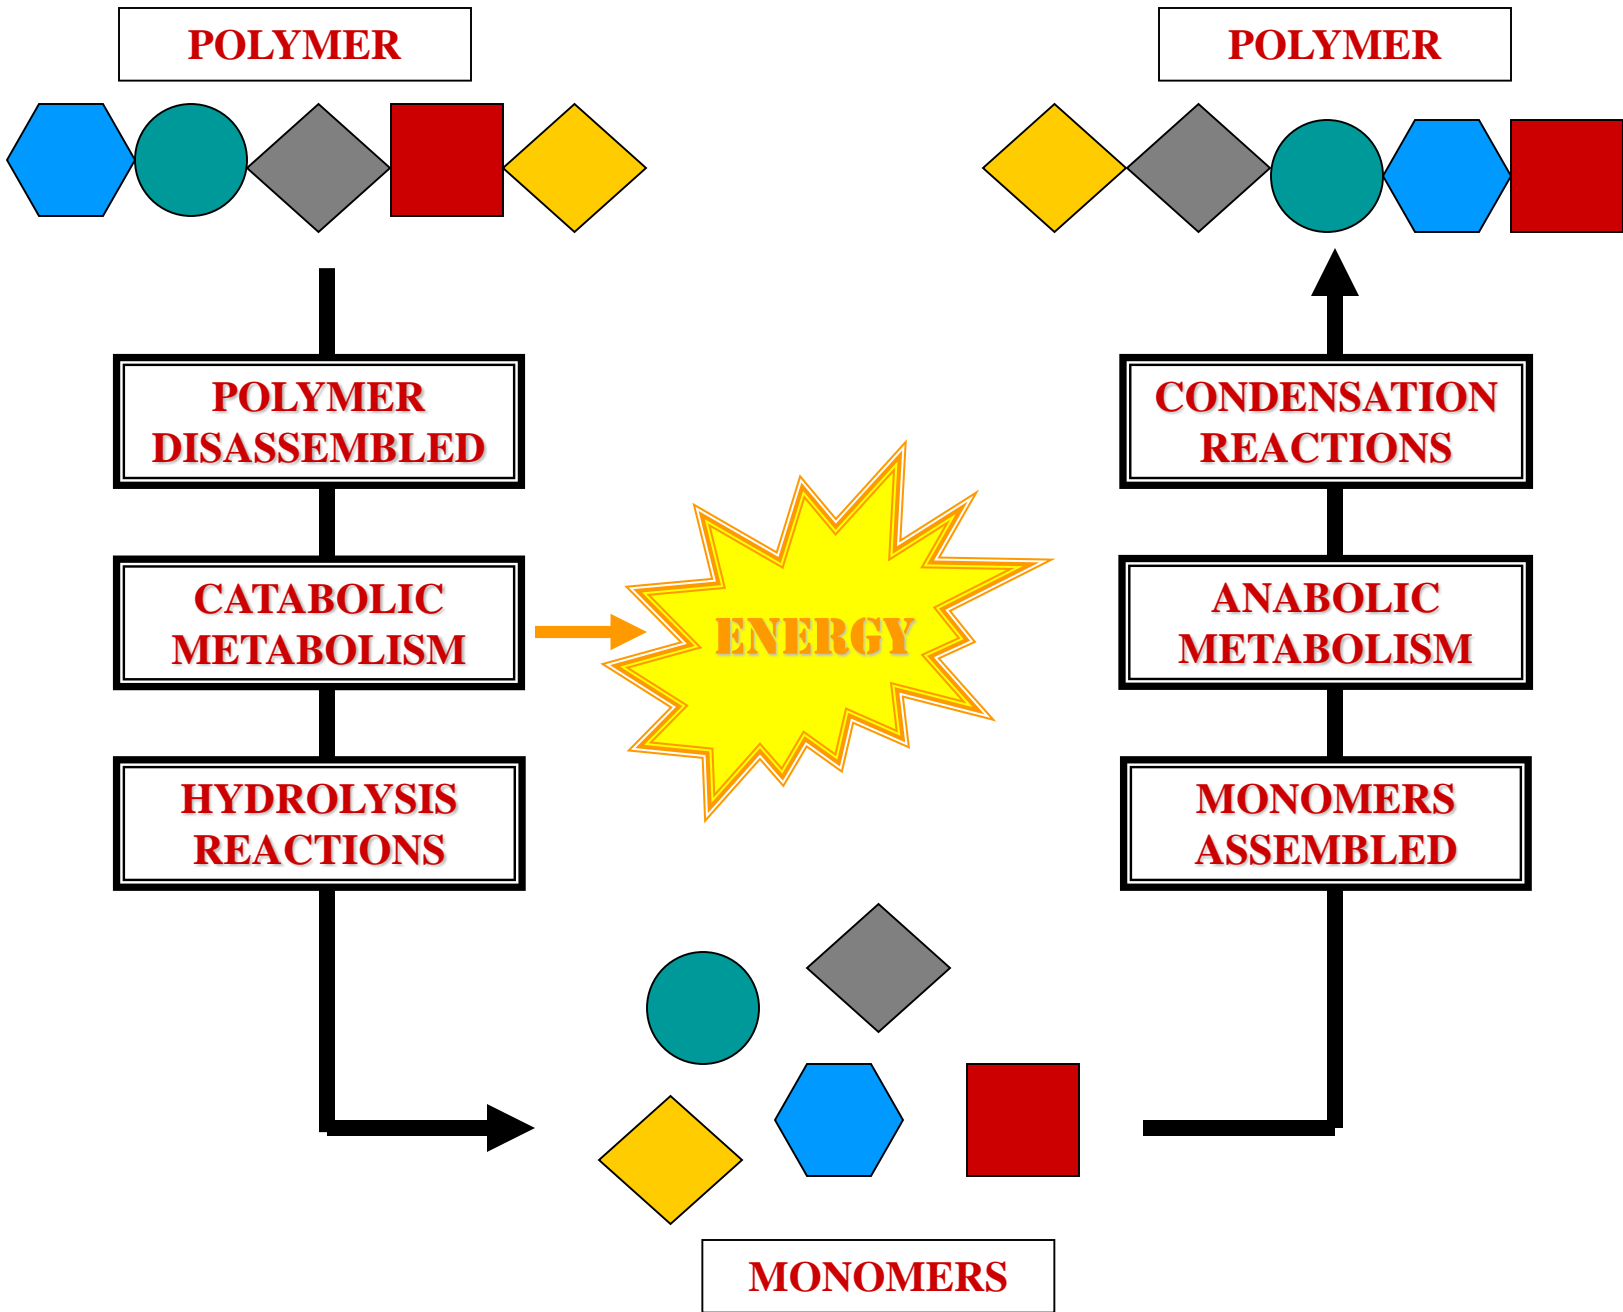 POLYMER
POLYMER
POLYMER
DISASSEMBLED
CONDENSATION
REACTIONS
CATABOLIC
METABOLISM
ENERGY
ANABOLIC
METABOLISM
HYDROLYSIS
REACTIONS
MONOMERS
ASSEMBLED
MONOMERS